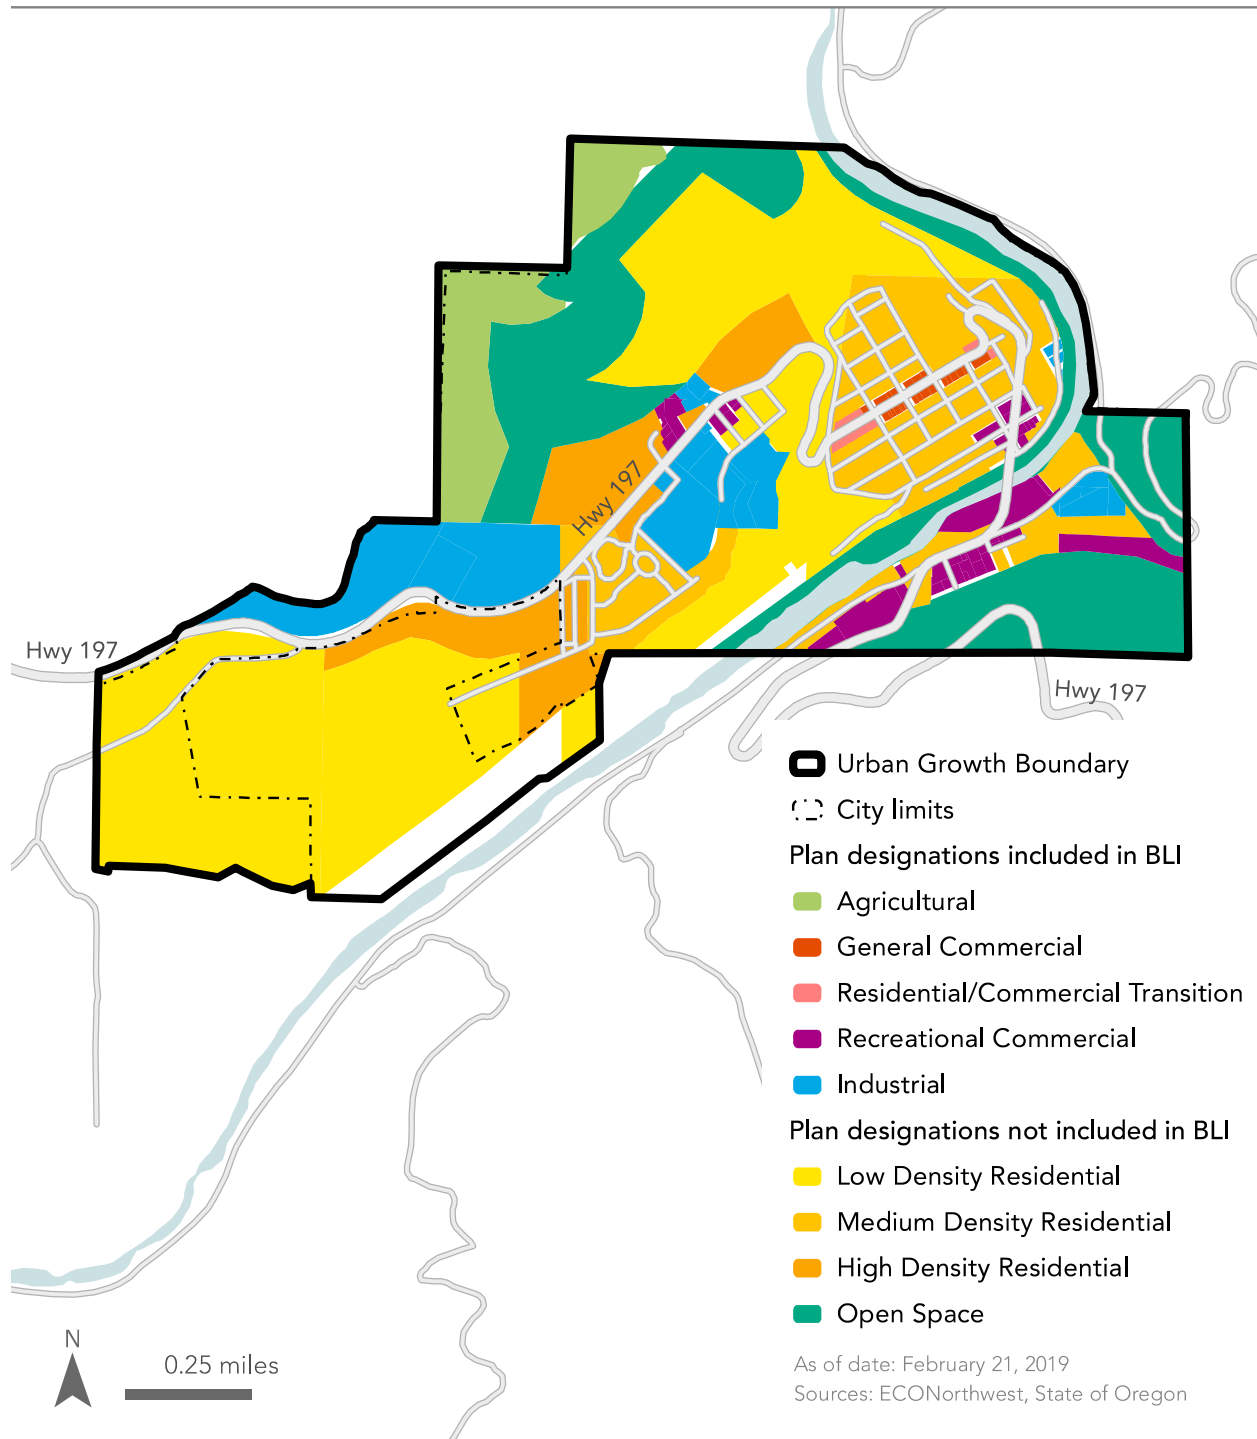 Hwy 197
Hwy 197
Hwy 197
Urban Growth Boundary
City limits
Plan designations included in BLI
Agricultural
General Commercial
Residential/Commercial Transition
Recreational Commercial
Industrial
Plan designations not included in BLI
Low Density Residential
Medium Density Residential
High Density Residential
Open Space
As of date: February 21, 2019
Sources: ECONorthwest, State of Oregon
N
0.25 miles